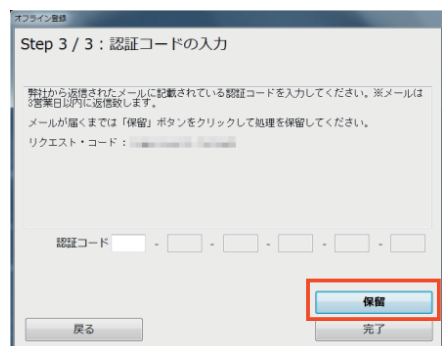 オフライン登録
Step 3 / 3：認証コードの入力
弊社から返信されたメールに記載されている認証コードを入力してください。※メールは
3営業日以内に返信致します。
メールが届くまでは「保留」ボタンをクリックして処理を保留してください。
リクエスト・コード：
認証コード - - - - -
保留
戻る
完了